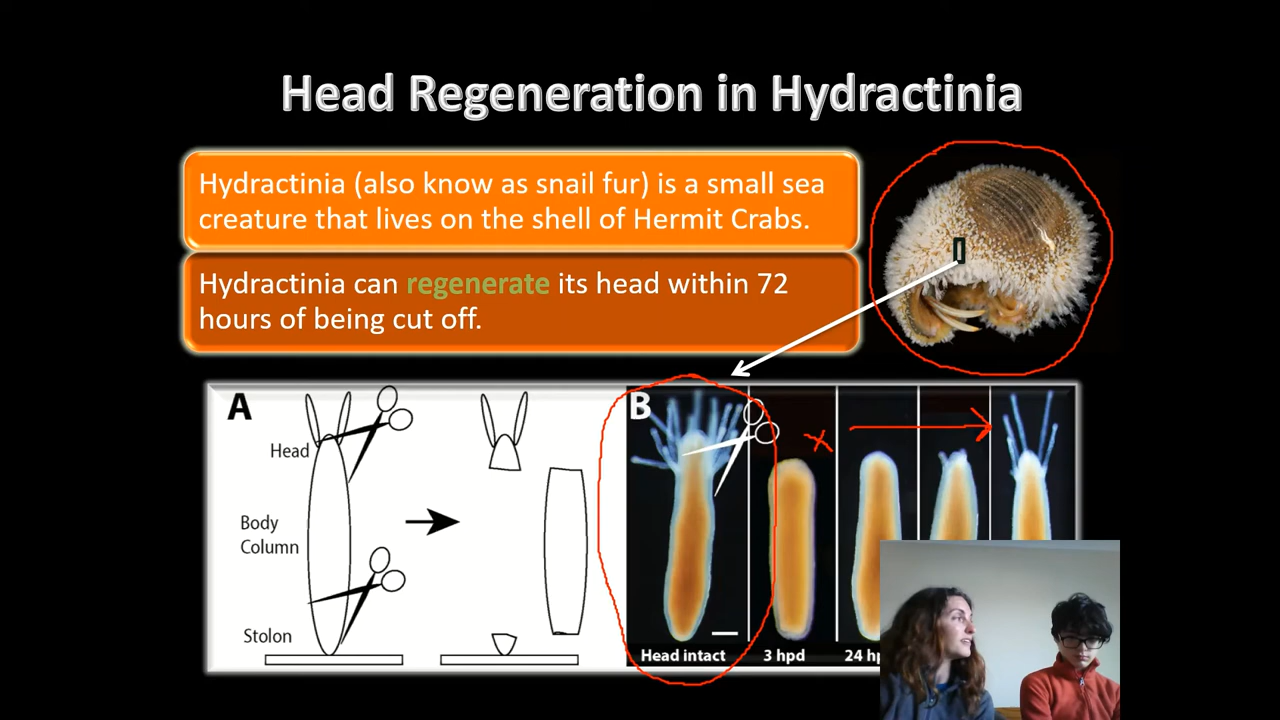 Head Regeneration in Hydractinia
Hydractinia (also know as snail fur) is a small sea
creature that lives on the shell of Hermit Crabs.
Hydractinia can regenerate its head within 72
hours of being cut off.
A
Head
Body
Column
Stolon
B
Head intact
3 hpd
24